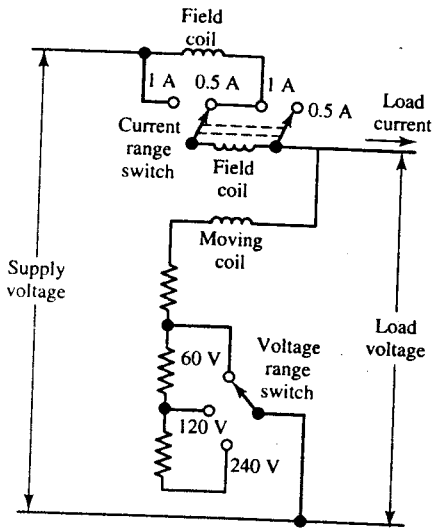 Field
coil
1 A
0.5 A
1 A
0.5 A
Load
current
Current
range
switch
Field
coil
Moving
coil
Supply
voltage
Load
voltage
60 V
Voltage
range
switch
120 V
240 V